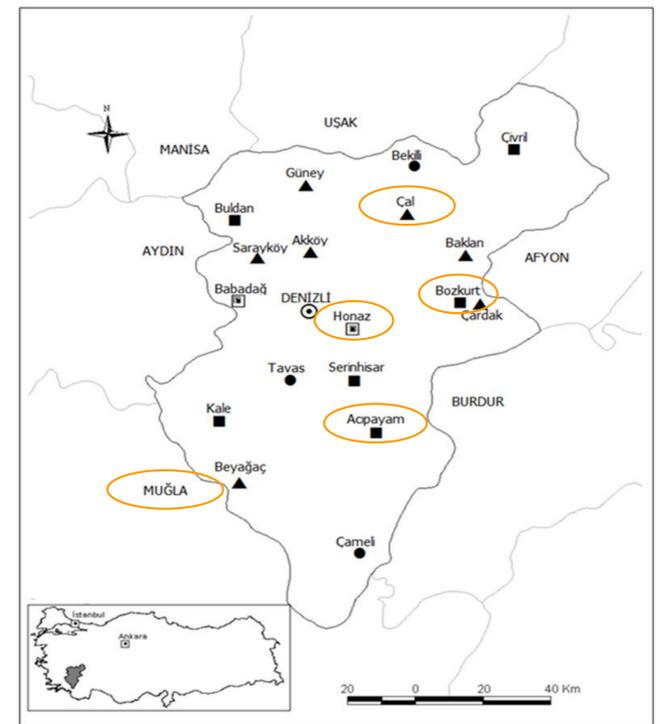 N
UŞAK
MANİSA
Çivril
Bekilli
Güney
Çal
Buldan
Akköy
Sarayköy
Baklan
AYDIN
AFYON
Babadağ
Bozkurt
DENİZLİ
Honaz
Çardak
Tavas
Serinhisar
BURDUR
Kale
Acıpayam
Beyağaç
MUĞLA
Çameli
İstanbul
Ankara
20 0 20 40 Km